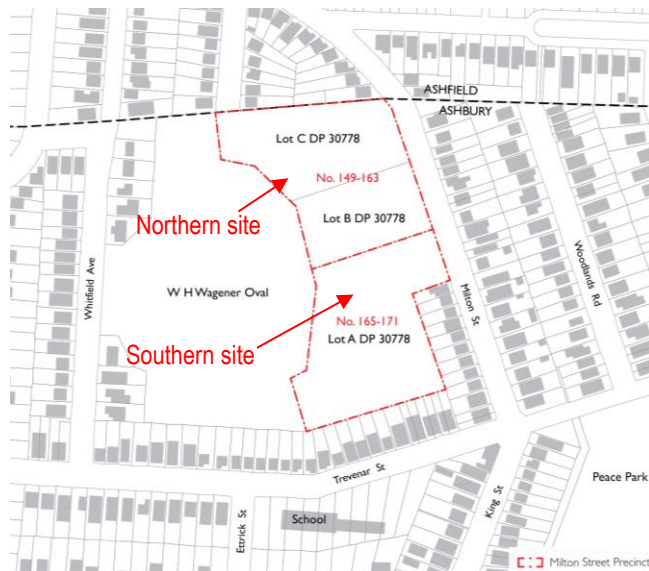 ASHFIELD
ASHBURY
Lot C DP 30778
No. 149-163
Northern site
Lot B DP 30778
Woodlands Rd
Whitfield Ave
W H Wagener Oval
Milton St
No. 165-171
Southern site
Lot A DP 30778
Trevenar St
Peace Park
King St
School
Ettrick St
Milton Street Precinct